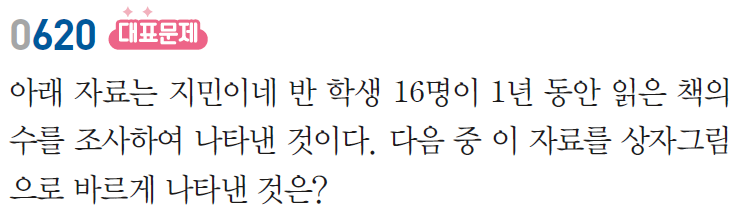 0620 대표문제
아래 자료는 지민이네 반 학생 16명이 1년 동안 읽은 책의
수를 조사하여 나타낸 것이다. 다음 중 이 자료를 상자그림
으로 바르게 나타낸 것은?